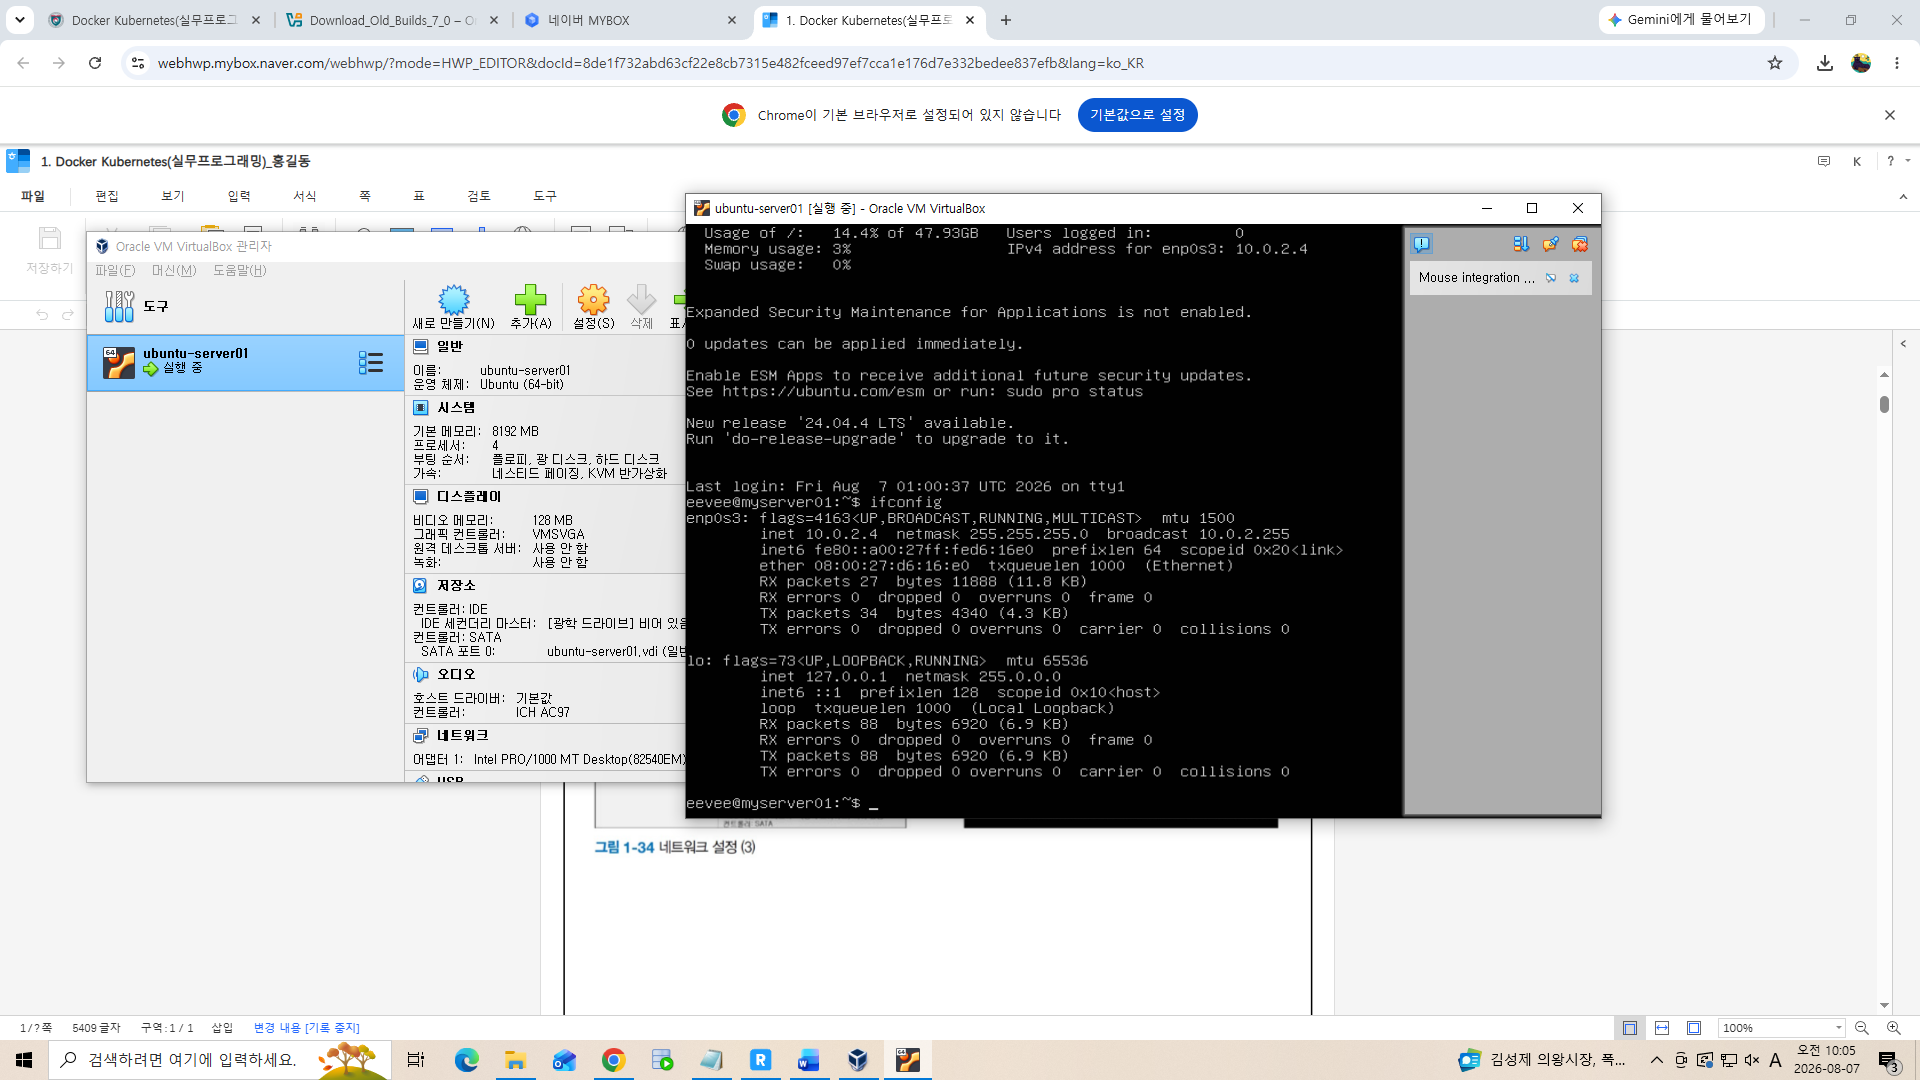 Docker Kubernetes(실무프로그
Download_Old_Builds_7_0 – O
네이버 MYBOX
1. Docker Kubernetes(실무프로
Gemini에게 물어보기
webhwp.mybox.naver.com/webhwp/?mode=HWP_EDITOR&docId=8de1f732abd63cf22e8cb7315e482fceed97ef7cca1e176d7e332bedee837efb&lang=ko_KR
Chrome이 기본 브라우저로 설정되어 있지 않습니다
기본값으로 설정
1. Docker Kubernetes(실무프로그래밍)_홍길동
K ?
파일 편집 보기 입력 서식 쪽 표 검토 도구
저장하기
Oracle VM VirtualBox 관리자
파일(F) 머신(M) 도움말(H)
도구
새로 만들기(N) 추가(A) 설정(S) 삭제
64
ubuntu-server01
실행 중
일반
이름: ubuntu-server01
운영 체제: Ubuntu (64-bit)
시스템
기본 메모리: 8192 MB
프로세서: 4
부팅 순서: 플로피, 광 디스크, 하드 디스크
가속: 네스티드 페이징, KVM 반가상화
디스플레이
비디오 메모리: 128 MB
그래픽 컨트롤러: VMSVGA
원격 데스크톱 서버: 사용 안 함
녹화: 사용 안 함
저장소
컨트롤러: IDE
IDE 세컨더리 마스터: [광학 드라이브] 비어 있음
컨트롤러: SATA
SATA 포트 0: ubuntu-server01.vdi (일반
오디오
호스트 드라이버: 기본값
컨트롤러: ICH AC97
네트워크
어댑터 1: Intel PRO/1000 MT Desktop(82540EM)
USB
ubuntu-server01 [실행 중] - Oracle VM VirtualBox
Usage of /: 14.4% of 47.93GB Users logged in: 0
Memory usage: 3% IPv4 address for enp0s3: 10.0.2.4
Swap usage: 0%
Expanded Security Maintenance for Applications is not enabled.
0 updates can be applied immediately.
Enable ESM Apps to receive additional future security updates.
See https://ubuntu.com/esm or run: sudo pro status
New release '24.04.4 LTS' available.
Run 'do-release-upgrade' to upgrade to it.
Last login: Fri Aug 7 01:00:37 UTC 2026 on tty1
eevee@myserver01:~$ ifconfig
enp0s3: flags=4163<UP,BROADCAST,RUNNING,MULTICAST> mtu 1500
inet 10.0.2.4 netmask 255.255.255.0 broadcast 10.0.2.255
inet6 fe80::a00:27ff:fed6:16e0 prefixlen 64 scopeid 0x20<link>
ether 08:00:27:d6:16:e0 txqueuelen 1000 (Ethernet)
RX packets 27 bytes 11888 (11.8 KB)
RX errors 0 dropped 0 overruns 0 frame 0
TX packets 34 bytes 4340 (4.3 KB)
TX errors 0 dropped 0 overruns 0 carrier 0 collisions 0
lo: flags=73<UP,LOOPBACK,RUNNING> mtu 65536
inet 127.0.0.1 netmask 255.0.0.0
inet6 ::1 prefixlen 128 scopeid 0x10<host>
loop txqueuelen 1000 (Local Loopback)
RX packets 88 bytes 6920 (6.9 KB)
RX errors 0 dropped 0 overruns 0 frame 0
TX packets 88 bytes 6920 (6.9 KB)
TX errors 0 dropped 0 overruns 0 carrier 0 collisions 0
eevee@myserver01:~$ _
Mouse integration ...
컨트롤러: SATA
그림 1-34 네트워크 설정 (3)
1/?쪽 5409 글자 구역: 1 / 1 삽입 변경 내용 [기록 중지]
100%
검색하려면 여기에 입력하세요.
김성제 의왕시장, 폭...
A
오전 10:05
2026-08-07
3